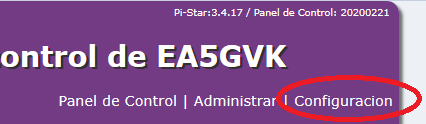 Pi-Star:3.4.17 / Panel de Control: 20200221
ontrol de EA5GVK
Panel de Control | Administrar | Configuracion